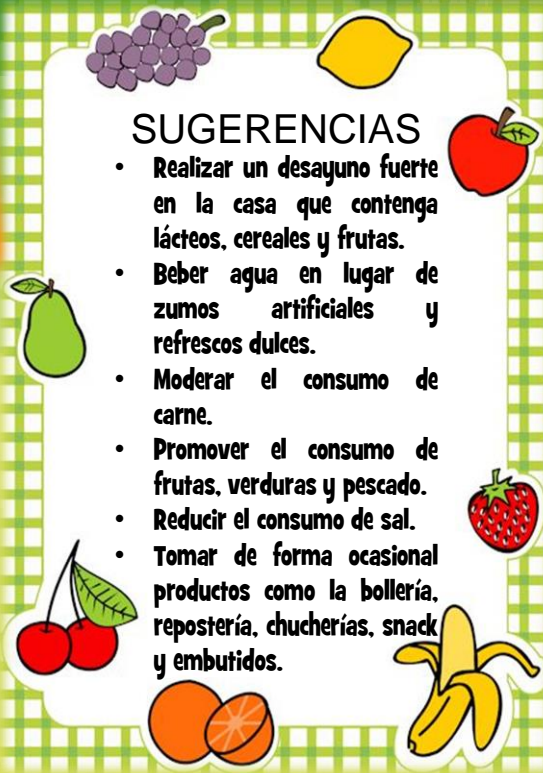 SUGERENCIAS
• Realizar un desayuno fuerte
en la casa que contenga
lácteos, cereales y frutas.
• Beber agua en lugar de
zumos artificiales y
refrescos dulces.
• Moderar el consumo de
carne.
• Promover el consumo de
frutas, verduras y pescado.
• Reducir el consumo de sal.
• Tomar de forma ocasional
productos como la bollería,
repostería, chucherías, snack
y embutidos.